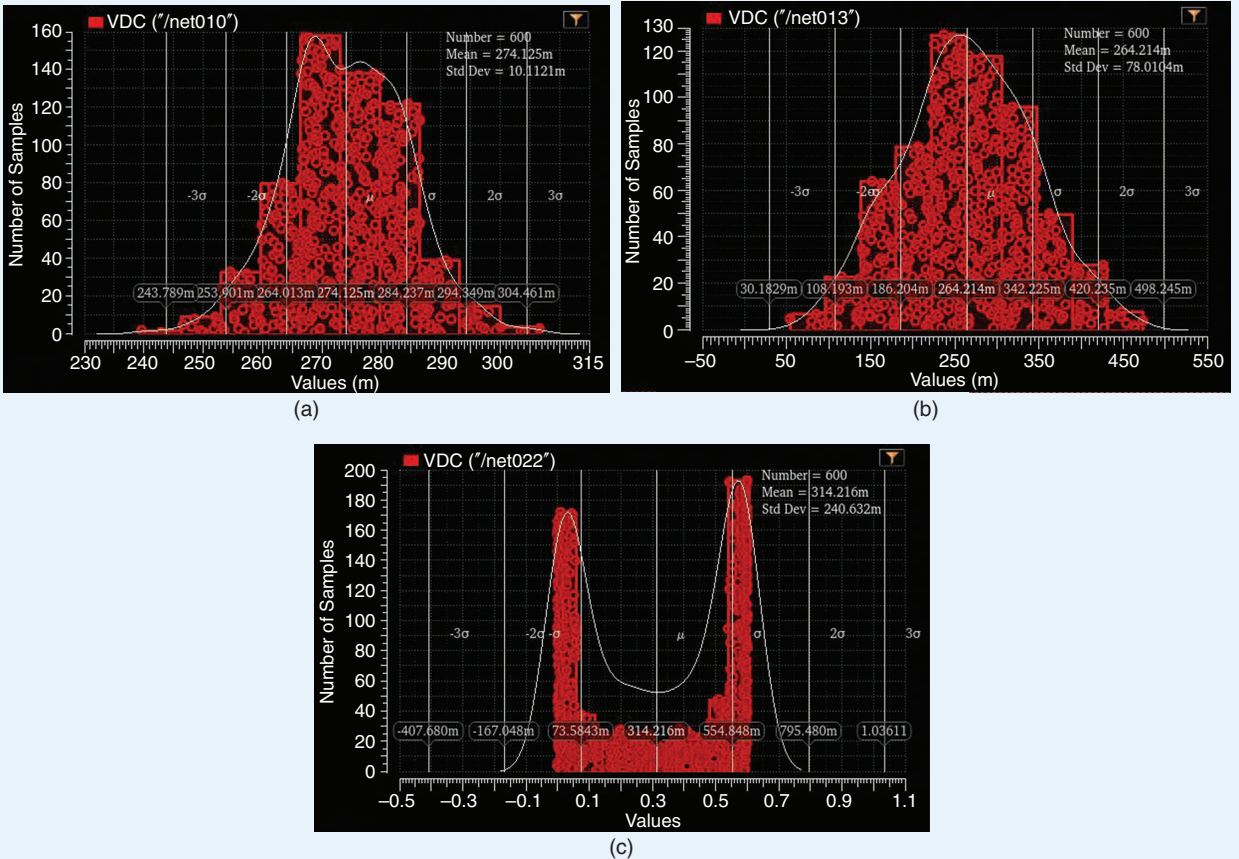 VDC ("/net010")
Number = 600
Mean = 274.125m
Std Dev = 10.1121m
Number of Samples
160
140
120
100
80
60
40
20
0
-3σ -2σ μ σ 2σ 3σ
243.789m 253.901m 264.013m 274.125m 284.237m 294.349m 304.461m
230 240 250 260 270 280 290 300 315
Values (m)
(a)
VDC ("/net013")
Number = 600
Mean = 264.214m
Std Dev = 78.0104m
Number of Samples
130
120
100
80
60
40
20
0
-3σ -2σ μ σ 2σ 3σ
30.1829m 108.193m 186.204m 264.214m 342.225m 420.235m 498.245m
–50 50 150 250 350 450 550
Values (m)
(b)
VDC ("/net022")
Number = 600
Mean = 314.216m
Std Dev = 240.632m
Number of Samples
200
180
160
140
120
100
80
60
40
20
0
-3σ -2σ -σ μ σ 2σ 3σ
-407.680m -167.048m 73.5843m 314.216m 554.848m 795.480m 1.03611
–0.5 –0.3 –0.1 0.1 0.3 0.5 0.7 0.9 1.1
Values
(c)